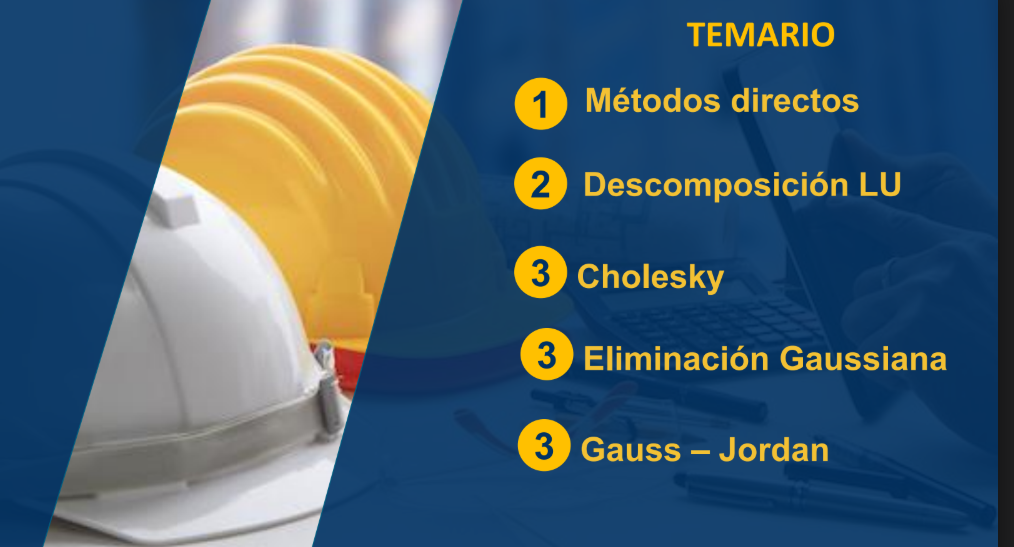 TEMARIO
1 Métodos directos
2 Descomposición LU
3 Cholesky
3 Eliminación Gaussiana
3 Gauss – Jordan